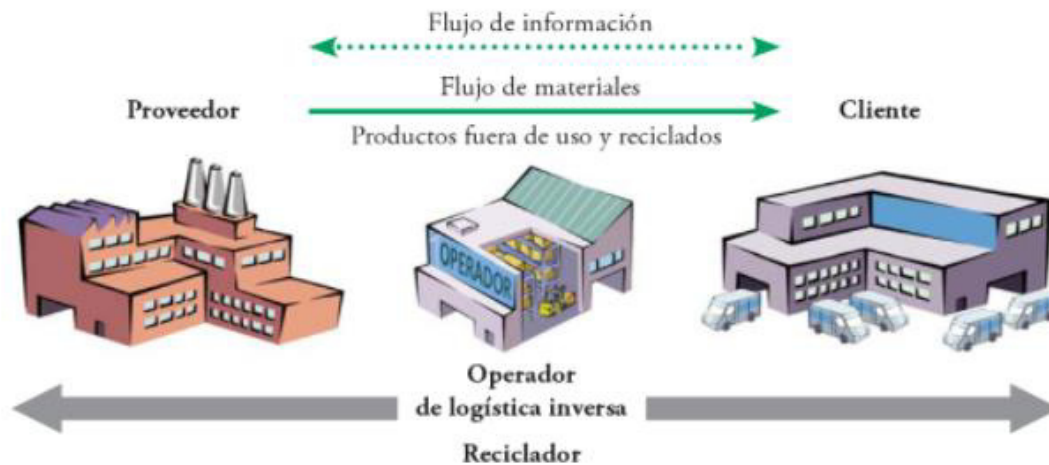 Flujo de información
Flujo de materiales
Proveedor
Cliente
Productos fuera de uso y reciclados
OPERADOR
Operador
de logística inversa
Reciclador